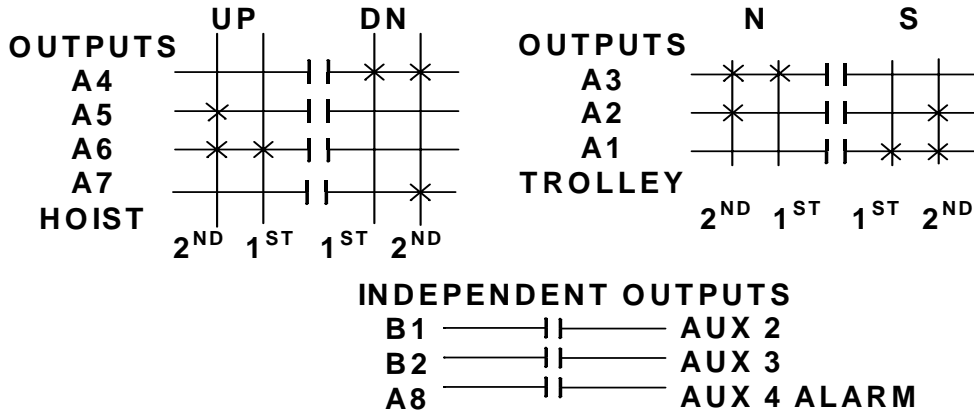 UP DN
OUTPUTS
A4
A5
A6
A7
HOIST
2ND 1ST 1ST 2ND
N S
OUTPUTS
A3
A2
A1
TROLLEY
2ND 1ST 1ST 2ND
INDEPENDENT OUTPUTS
B1 AUX 2
B2 AUX 3
A8 AUX 4 ALARM